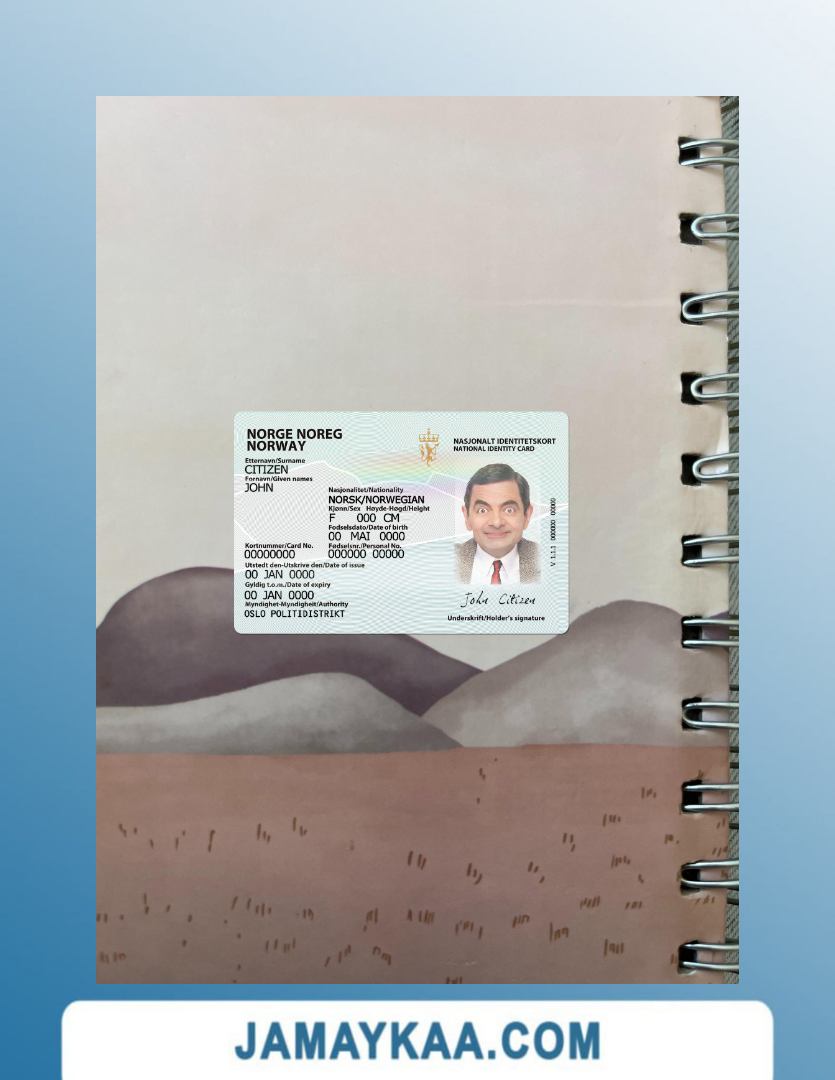 NORGE NOREG
NORWAY
NASJONALT IDENTITETSKORT
NATIONAL IDENTITY CARD
Etternavn/Surname
CITIZEN
Fornavn/Given names
JOHN
Nasjonalitet/Nationality
NORSK/NORWEGIAN
Kjønn/Sex Høyde-Høgd/Height
F 000 CM
Fødselsdato/Date of birth
00 MAI 0000
Kortnummer/Card No. Fødselsnr./Personal No.
00000000 000000 00000
Utstedt den-Utskrive den/Date of issue
00 JAN 0000
Gyldig t.o.m./Date of expiry
00 JAN 0000
Myndighet-Myndigheit/Authority
OSLO POLITIDISTRIKT
V 1.1.1 000000 00000
John Citizen
Underskrift/Holder's signature
JAMAYKAA.COM